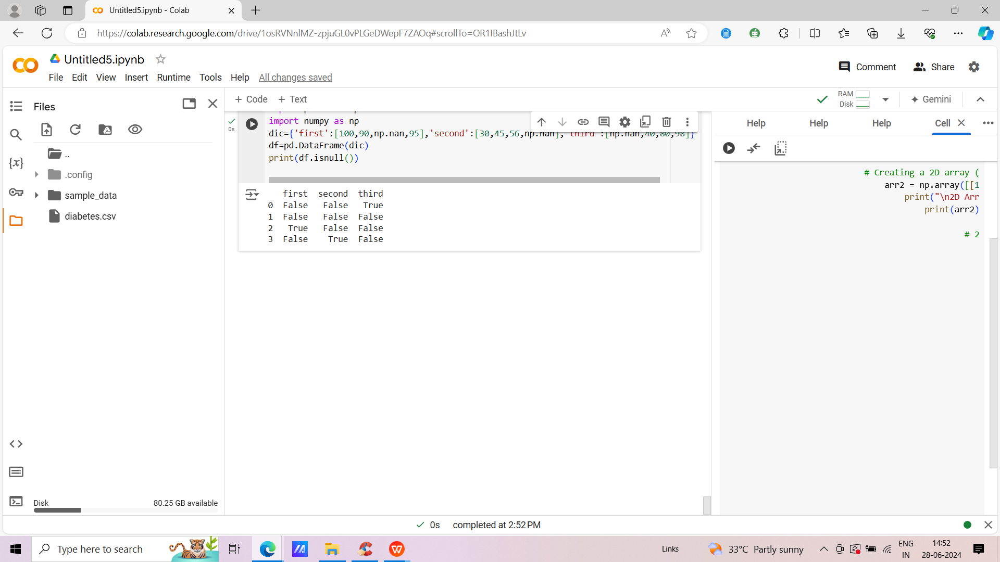 Untitled5.ipynb - Colab
https://colab.research.google.com/drive/1osRVNnlMZ-zpjuGL0vPLGeDWepF7ZAOq#scrollTo=OR1IBashJtLv
Untitled5.ipynb
File Edit View Insert Runtime Tools Help All changes saved
Comment Share
Files
+ Code + Text
RAM
Disk
Gemini
..
.config
sample_data
diabetes.csv
0s
import numpy as np
dic={'first':[100,90,np.nan,95],'second':[30,45,56,np.nan],'third':[np.nan,40,80,98]}
df=pd.DataFrame(dic)
print(df.isnull())
first second third
0 False False True
1 False False False
2 True False False
3 False True False
Help Help Help Cell
# Creating a 2D array (
arr2 = np.array([[1
print("\n2D Arr
print(arr2)
# 2
Disk 80.25 GB available
0s completed at 2:52 PM
Type here to search
Links
33°C Partly sunny
ENG
IN
14:52
28-06-2024